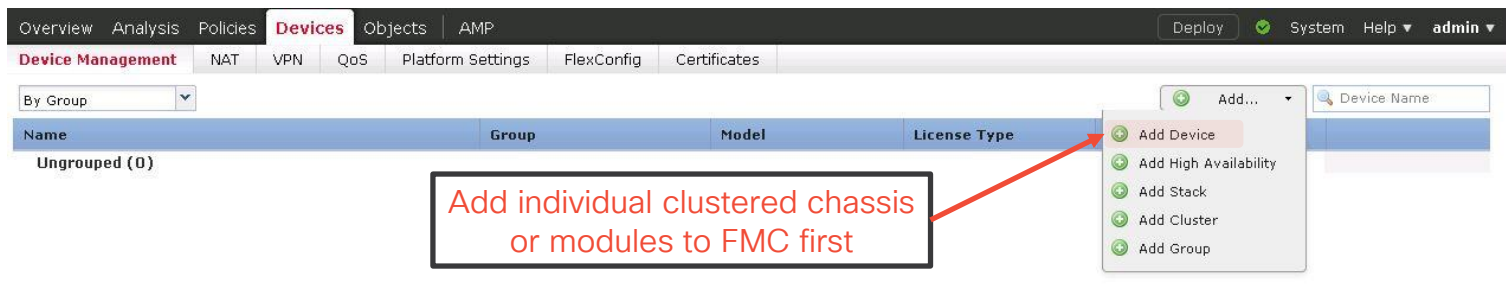 Overview Analysis Policies Devices Objects AMP Deploy System Help admin
Device Management NAT VPN QoS Platform Settings FlexConfig Certificates
By Group Add... Device Name
Name Group Model License Type
Ungrouped (0)
Add Device
Add High Availability
Add Stack
Add Cluster
Add Group
Add individual clustered chassis
or modules to FMC first